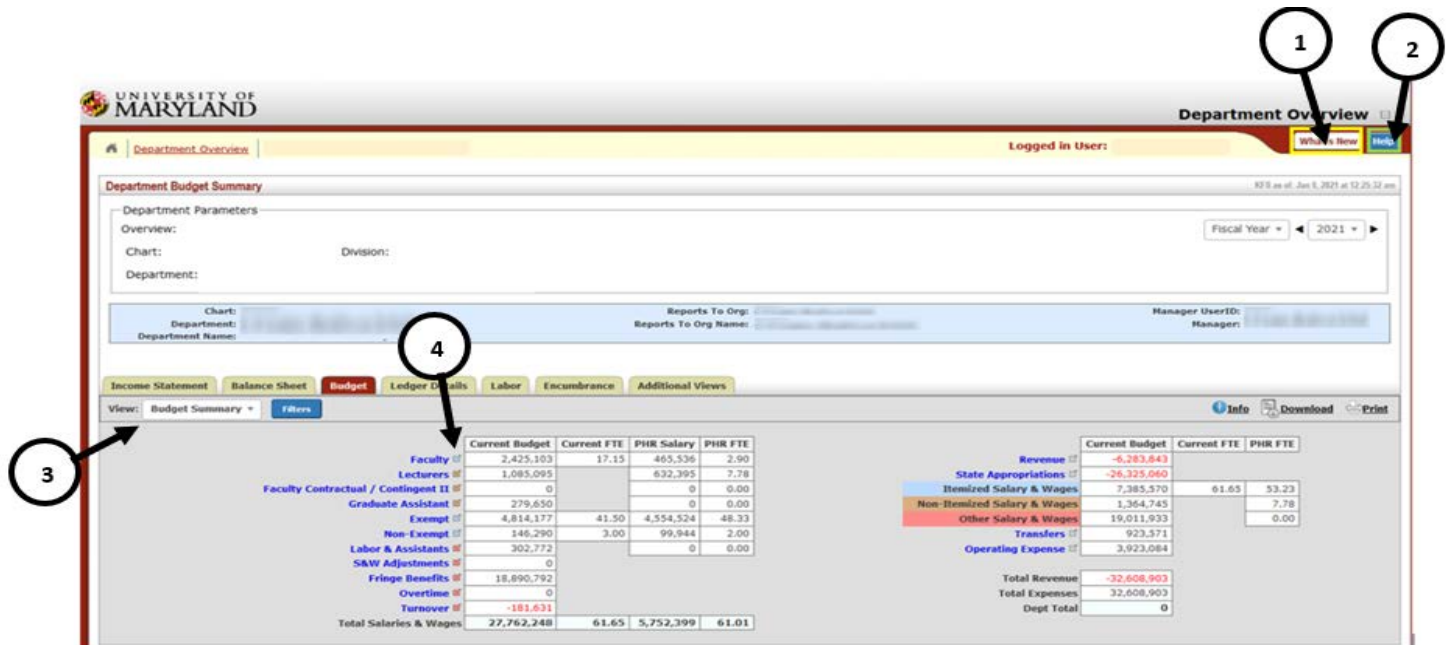 1
2
UNIVERSITY OF
MARYLAND
Department Overview
Department Overview
Logged in User:
What's New Help
Department Budget Summary
KFS as of: Jan 8, 2021 at 12:25:32 am
Department Parameters
Overview:
Fiscal Year 2021
Chart: Division:
Department:
Chart: Reports To Org: Manager UserID:
Department: Reports To Org Name: Manager:
Department Name:
4
Income Statement Balance Sheet Budget Ledger Details Labor Encumbrance Additional Views
View: Budget Summary Filters Info Download Print
3
Current Budget Current FTE PHR Salary PHR FTE Current Budget Current FTE PHR FTE
Faculty 2,425,103 17.15 465,536 2.90 Revenue -6,283,843
Lecturers 1,085,095 632,395 7.78 State Appropriations -26,325,060
Faculty Contractual / Contingent II 0 0 0.00 Itemized Salary & Wages 7,385,570 61.65 53.23
Graduate Assistant 279,650 0 0.00 Non-Itemized Salary & Wages 1,364,745 7.78
Exempt 4,814,177 41.50 4,554,524 48.33 Other Salary & Wages 19,011,933 0.00
Non-Exempt 146,290 3.00 99,944 2.00 Transfers 923,571
Labor & Assistants 302,772 0 0.00 Operating Expense 3,923,084
S&W Adjustments 0
Fringe Benefits 18,890,792 Total Revenue -32,608,903
Overtime 0 Total Expenses 32,608,903
Turnover -181,631 Dept Total 0
Total Salaries & Wages 27,762,248 61.65 5,752,399 61.01